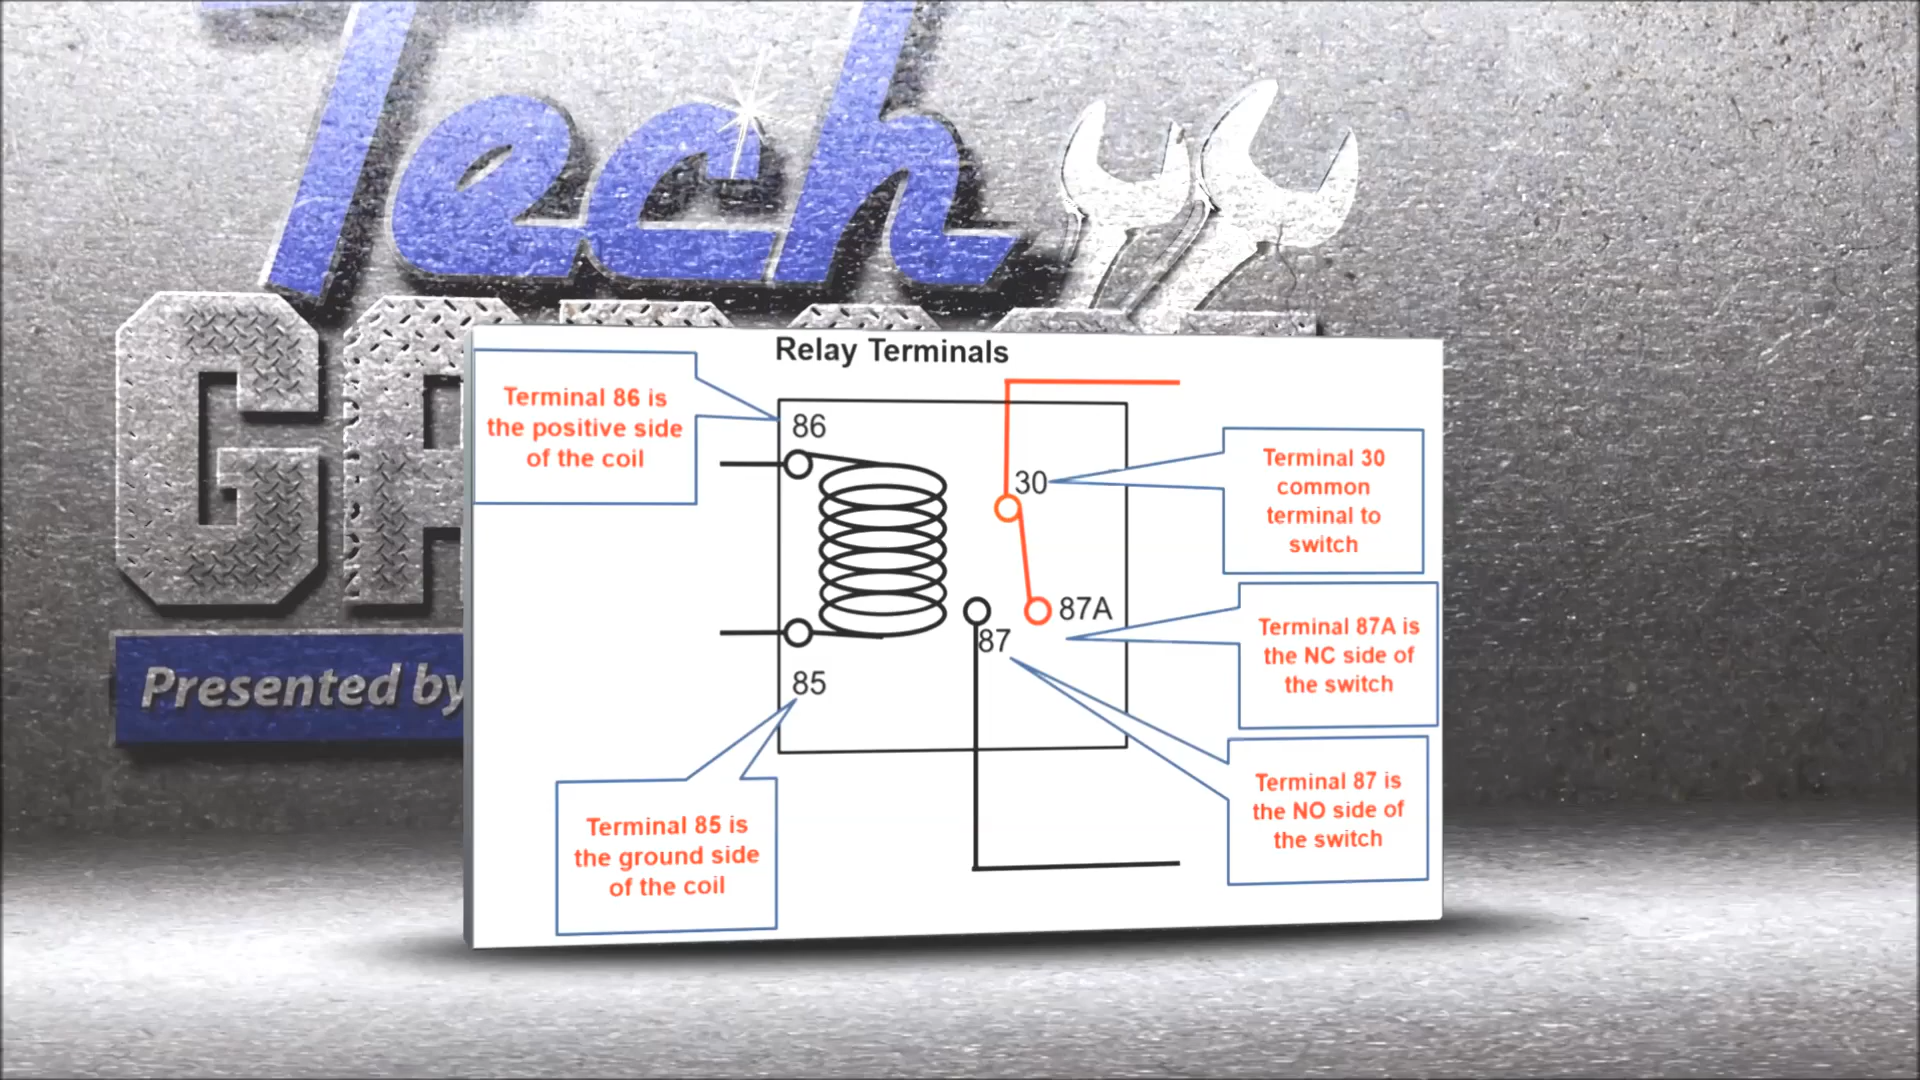 Tech
Presented by
Relay Terminals
Terminal 86 is
the positive side
of the coil
86
30
Terminal 30
common
terminal to
switch
87A
87
Terminal 87A is
the NC side of
the switch
85
Terminal 85 is
the ground side
of the coil
Terminal 87 is
the NO side of
the switch